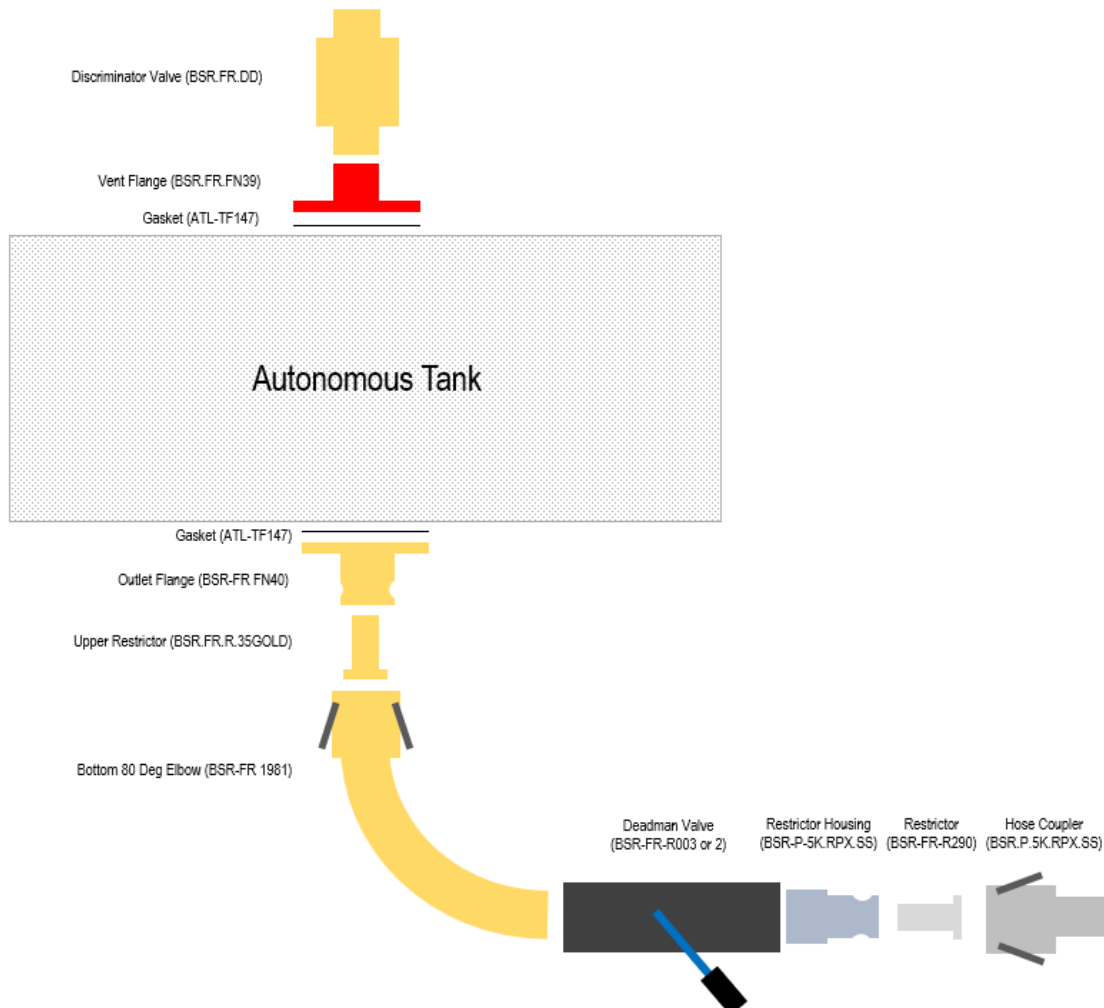 Discriminator Valve (BSR.FR.DD)
Vent Flange (BSR.FR.FN39)
Gasket (ATL-TF147)
Autonomous Tank
Gasket (ATL-TF147)
Outlet Flange (BSR-FR FN40)
Upper Restrictor (BSR.FR.R.35GOLD)
Bottom 80 Deg Elbow (BSR-FR 1981)
Deadman Valve
(BSR-FR-R003 or 2)
Restrictor Housing
(BSR-P-5K.RPX.SS)
Restrictor
(BSR-FR-R290)
Hose Coupler
(BSR.P.5K.RPX.SS)